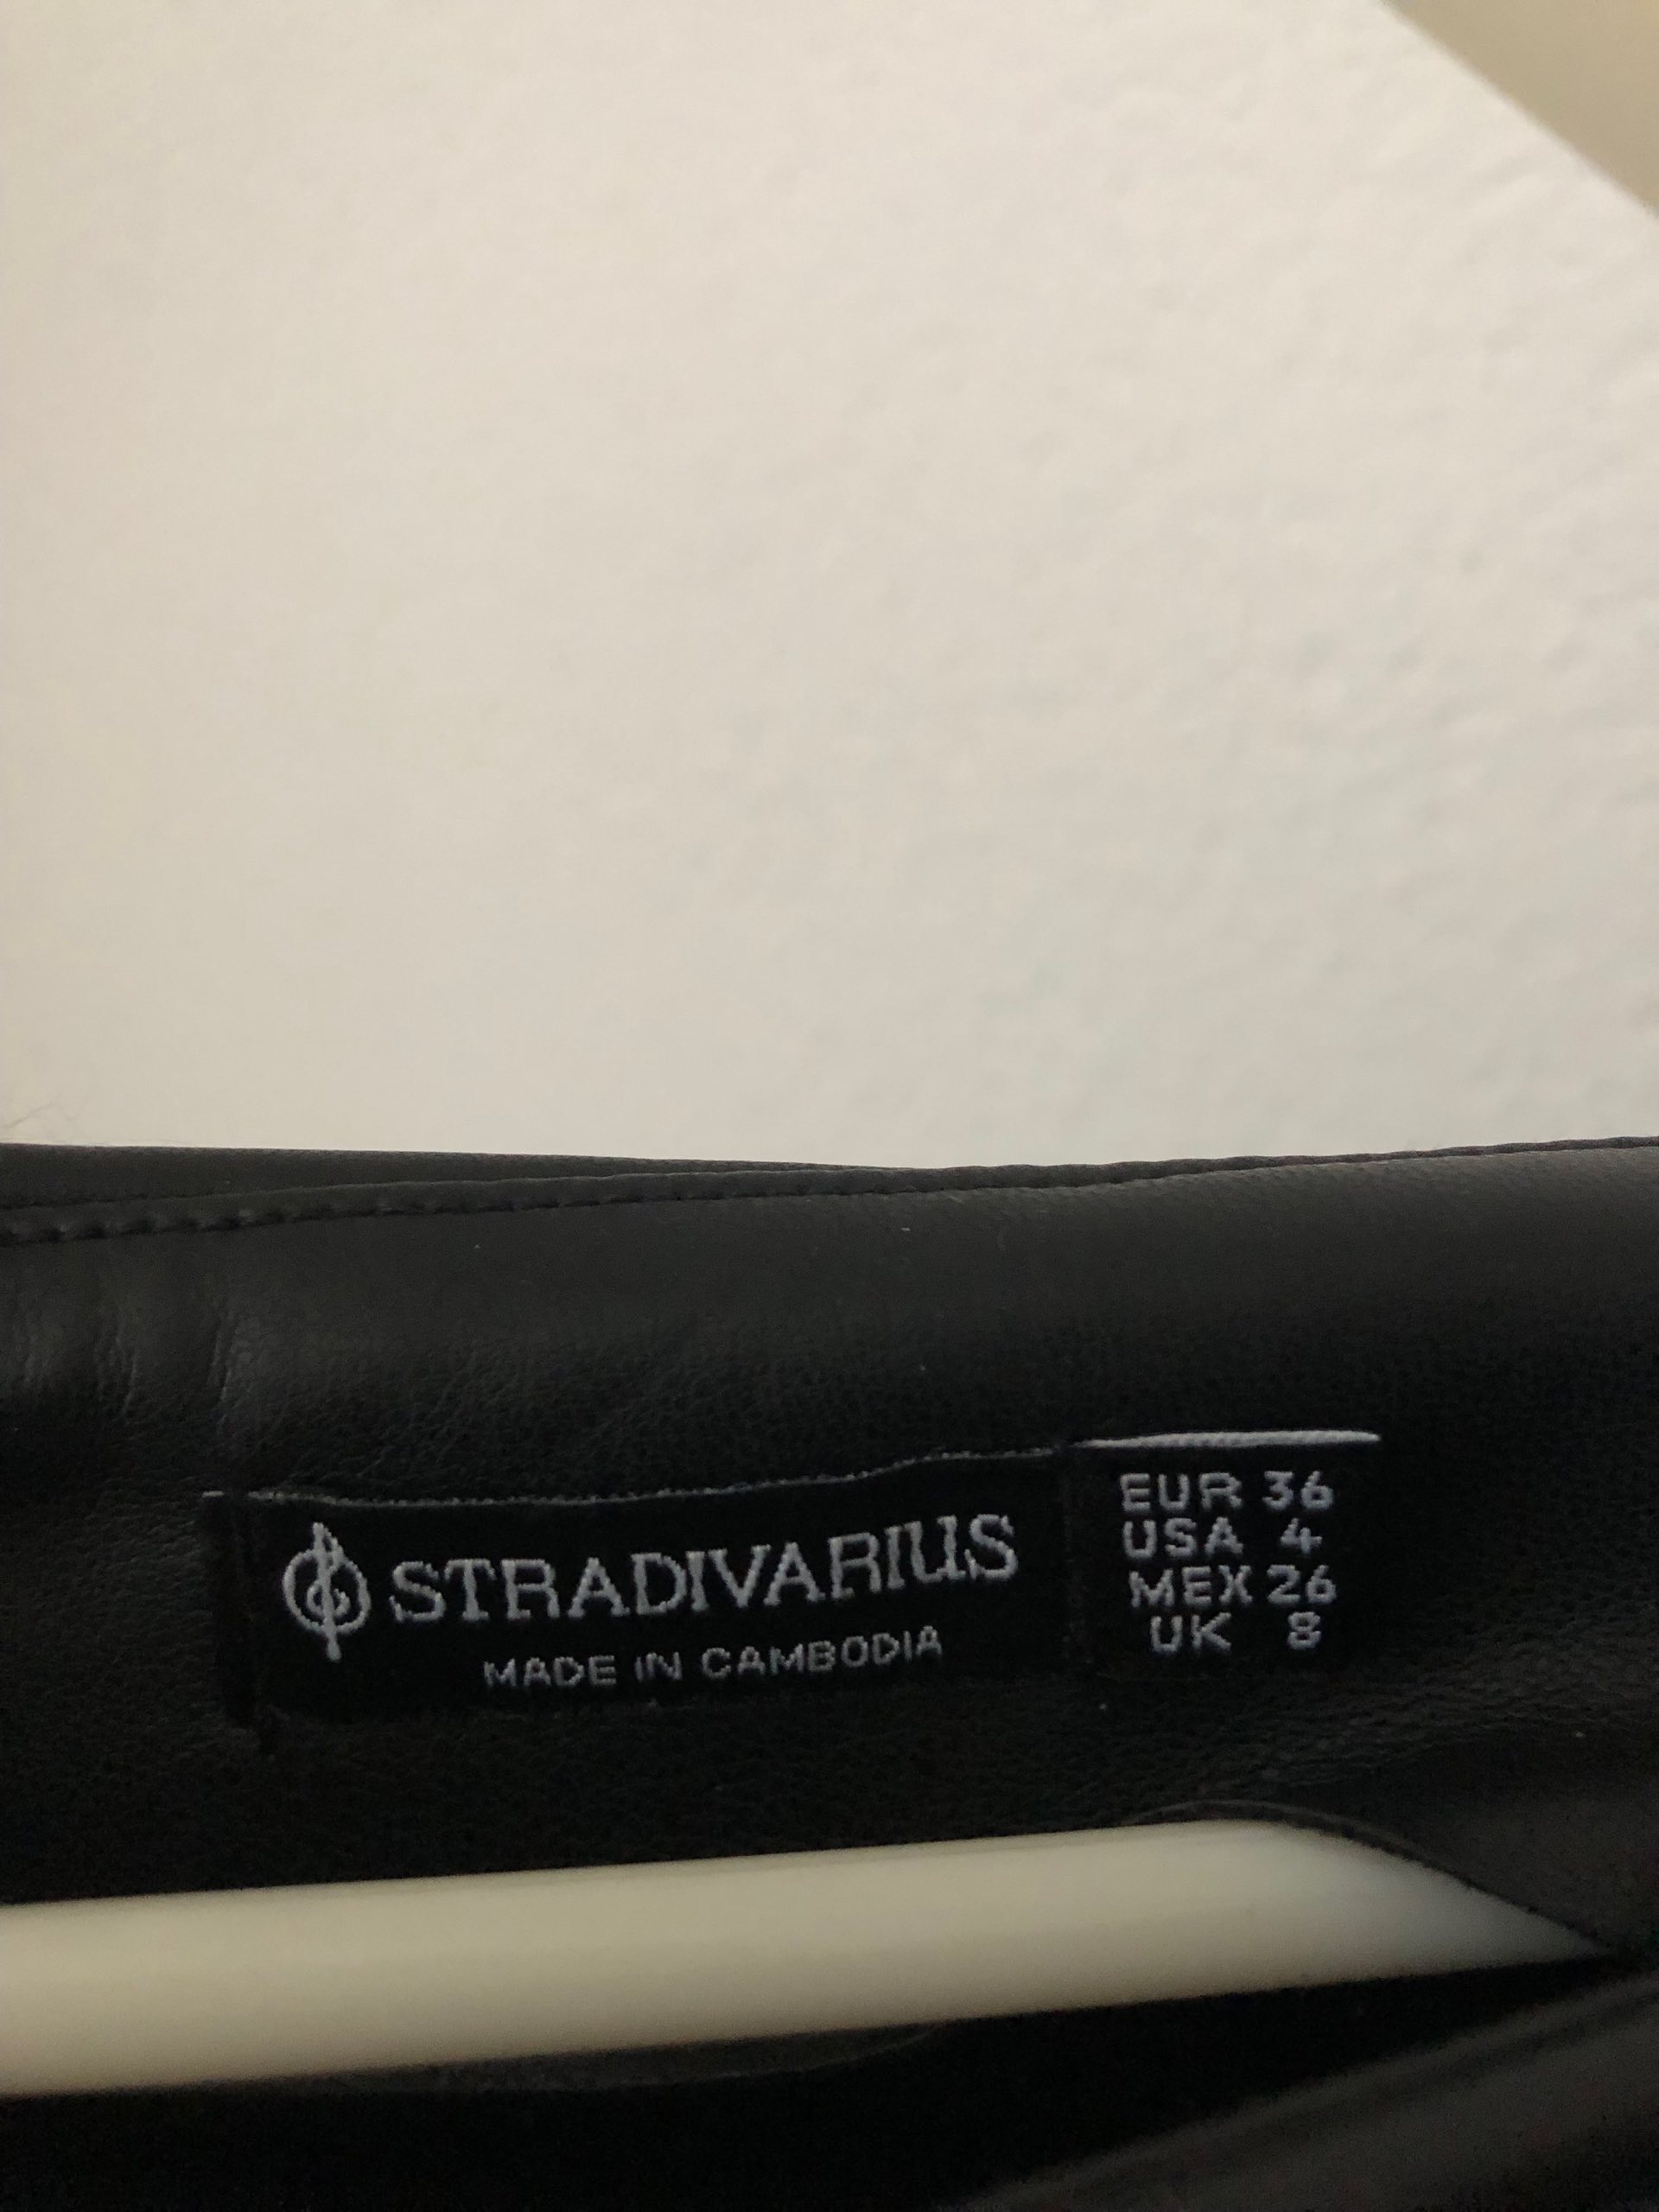 STRADIVARIUS
MADE IN CAMBODIA
EUR 36
USA 4
MEX 26
UK 8